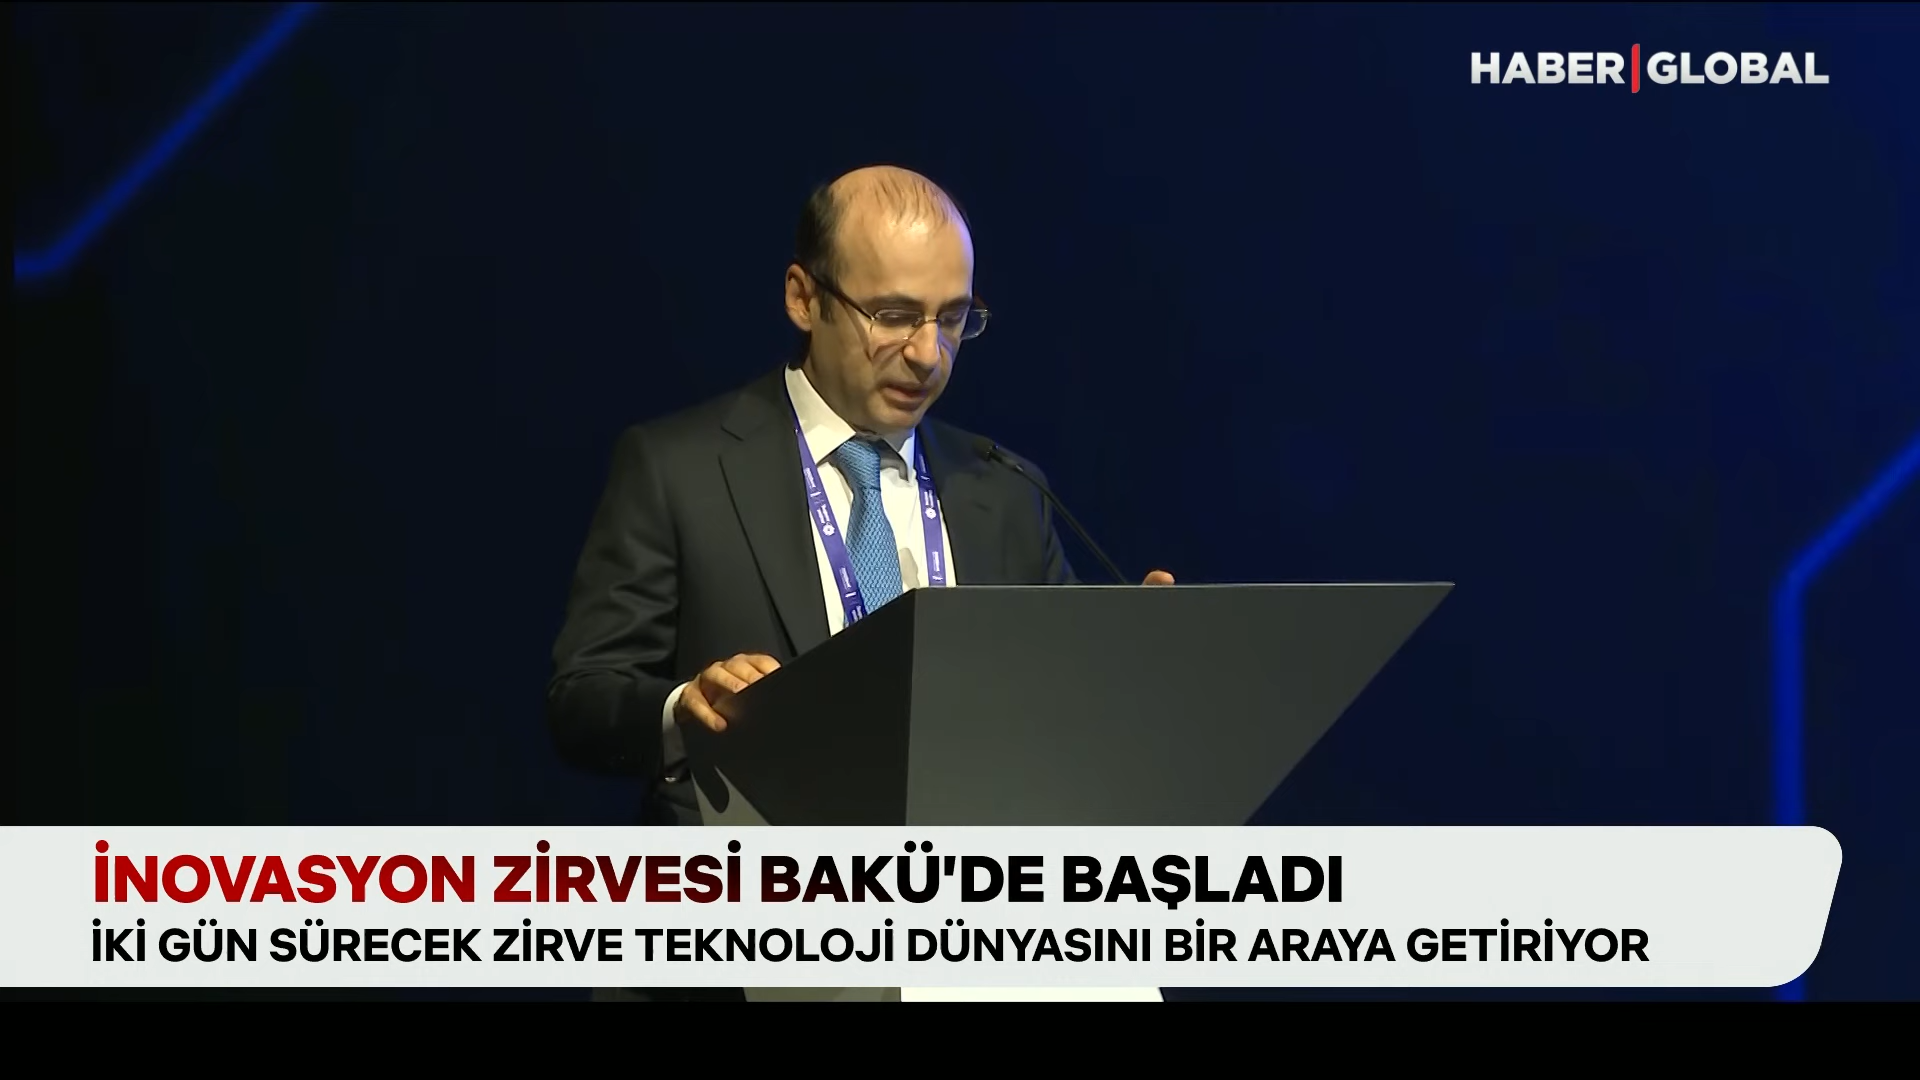 HABER|GLOBAL
İNOVASYON ZİRVESİ BAKÜ'DE BAŞLADI
İKİ GÜN SÜRECEK ZİRVE TEKNOLOJİ DÜNYASINI BİR ARAYA GETİRİYOR